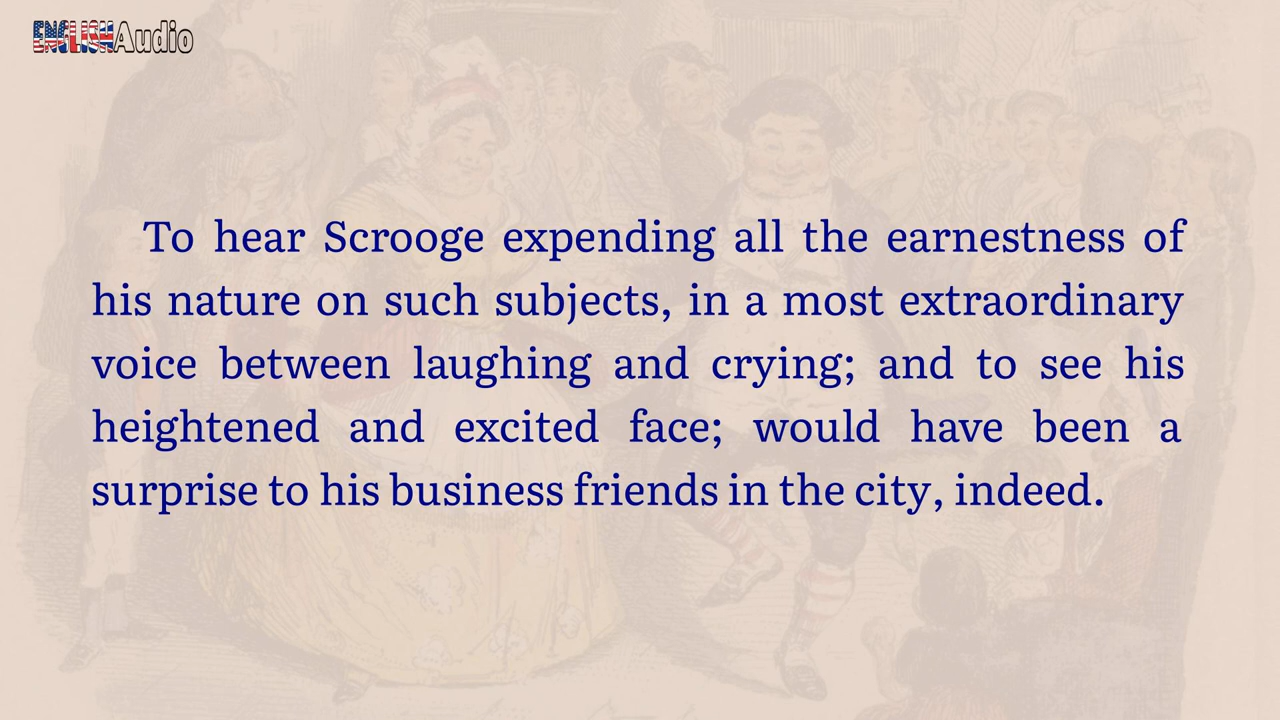 ENGLISHAudio
To hear Scrooge expending all the earnestness of
his nature on such subjects, in a most extraordinary
voice between laughing and crying; and to see his
heightened and excited face; would have been a
surprise to his business friends in the city, indeed.